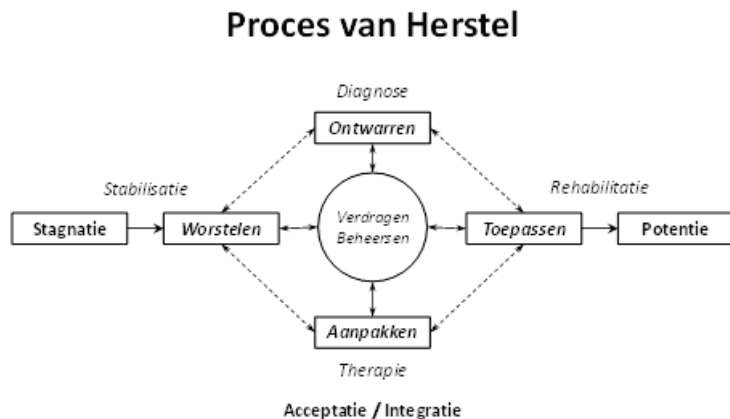 Proces van Herstel
Diagnose
Ontwarren
Stabilisatie
Rehabilitatie
Stagnatie
Worstelen
Verdragen
Beheersen
Toepassen
Potentie
Aanpakken
Therapie
Acceptatie / Integratie